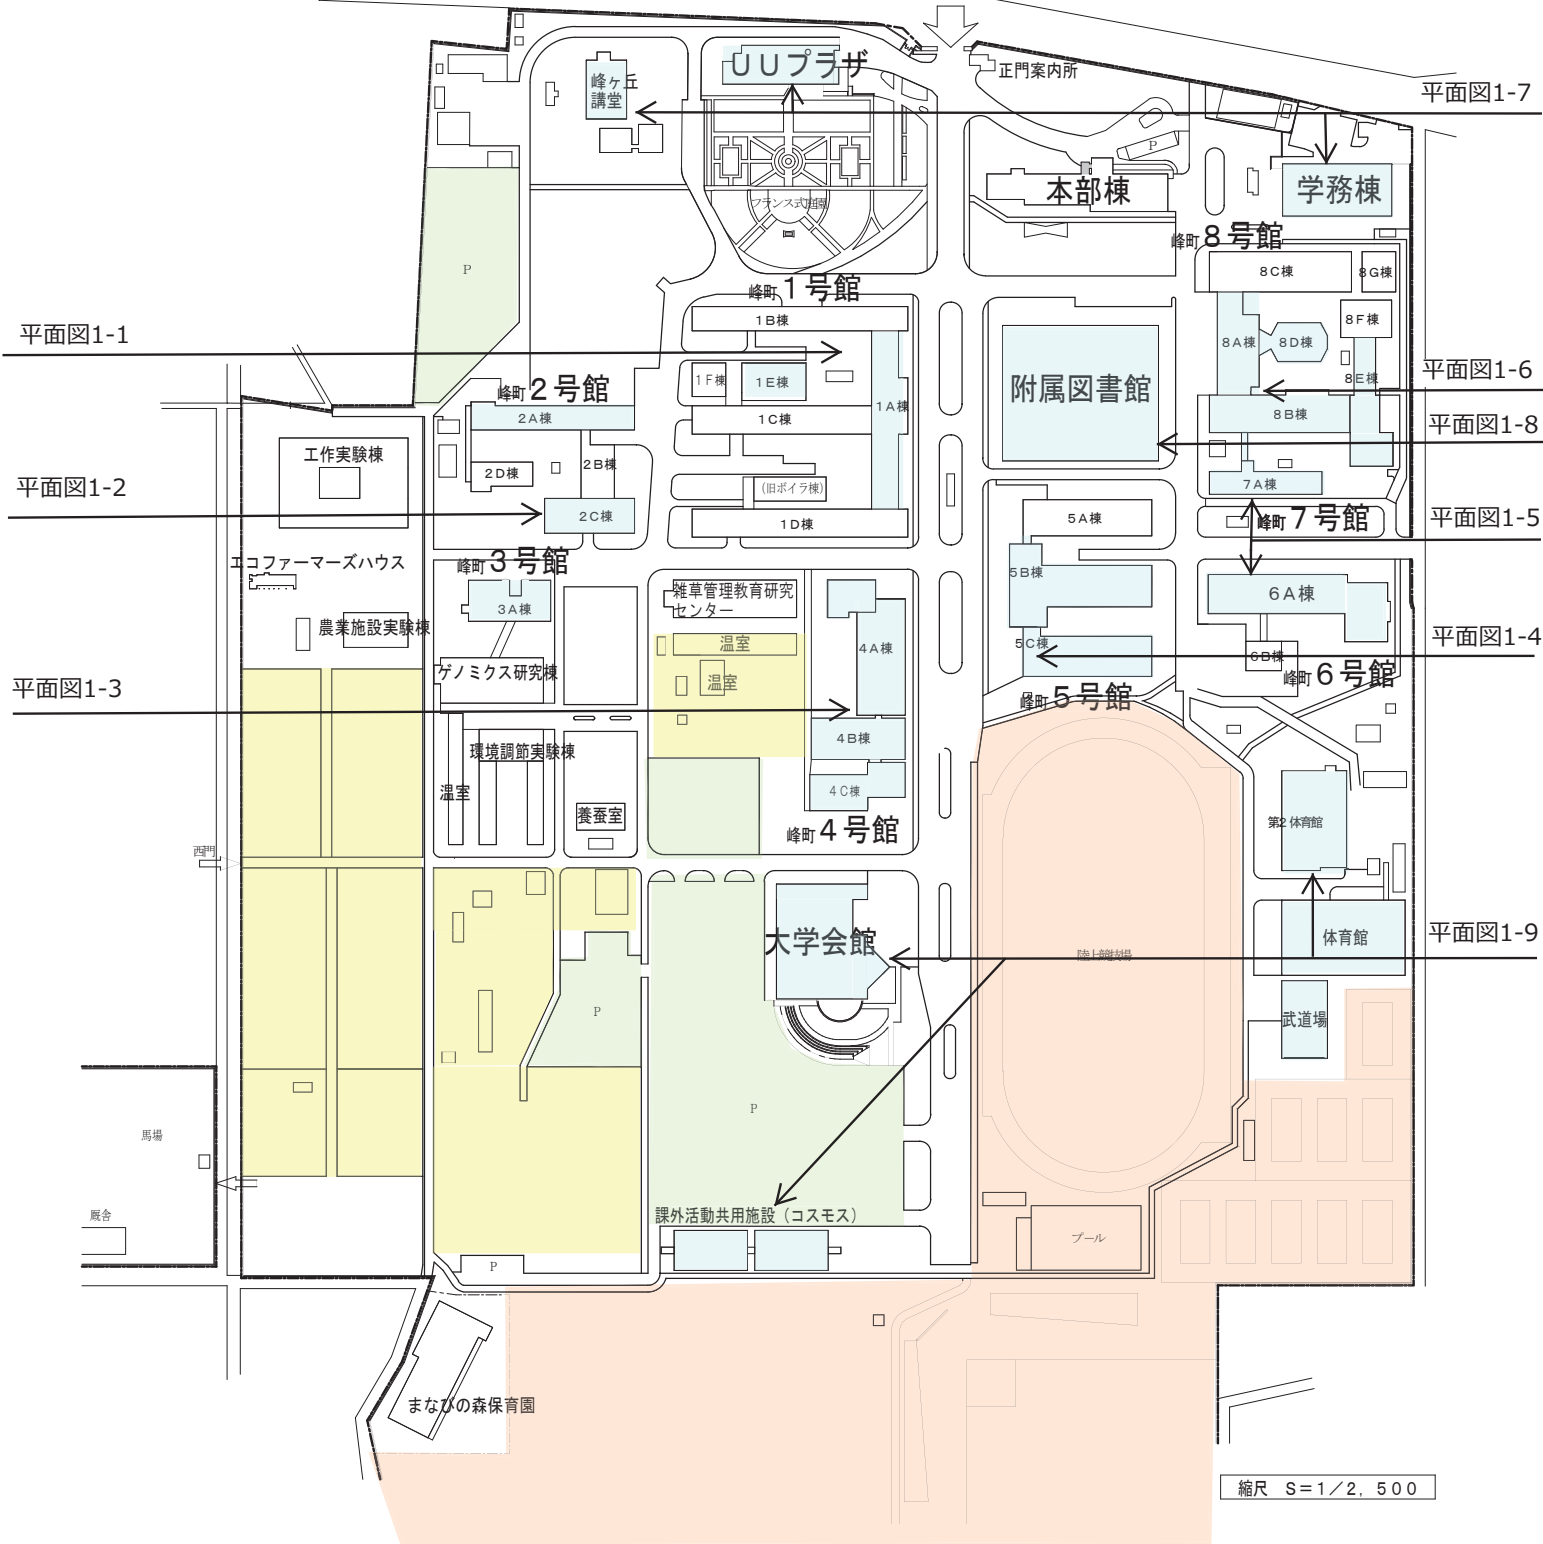 ＵＵプラザ
峰ヶ丘
講堂
正門案内所
平面図1-7
P
本部棟
学務棟
フランス式庭園
峰町８号館
P
8C棟
8G棟
峰町１号館
1B棟
8F棟
平面図1-1
8A棟
8D棟
1F棟
1E棟
8E棟
平面図1-6
附属図書館
峰町２号館
2A棟
1A棟
1C棟
8B棟
平面図1-8
工作実験棟
2B棟
2D棟
7A棟
平面図1-2
(旧ボイラ棟)
2C棟
1D棟
5A棟
峰町７号館
平面図1-5
エコファーマーズハウス
峰町３号館
5B棟
雑草管理教育研究
センター
6A棟
3A棟
農業施設実験棟
平面図1-4
温室
4A棟
5C棟
6B棟
ゲノミクス研究棟
温室
峰町６号館
平面図1-3
峰町５号館
4B棟
環境調節実験棟
温室
4C棟
養蚕室
第2体育館
峰町４号館
西門
大学会館
体育館
平面図1-9
陸上競技場
P
武道場
P
馬場
厩舎
課外活動共用施設（コスモス）
プール
P
まなびの森保育園
縮尺　S＝1／2，500